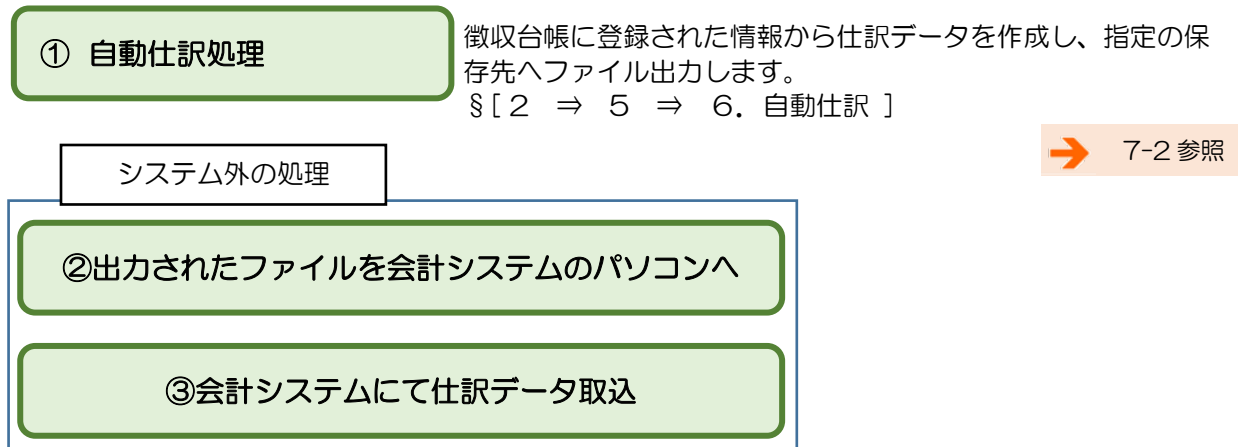 ① 自動仕訳処理
徴収台帳に登録された情報から仕訳データを作成し、指定の保
存先へファイル出力します。
§[２ ⇒ ５ ⇒ ６．自動仕訳 ]
7-2 参照
システム外の処理
②出力されたファイルを会計システムのパソコンへ
③会計システムにて仕訳データ取込